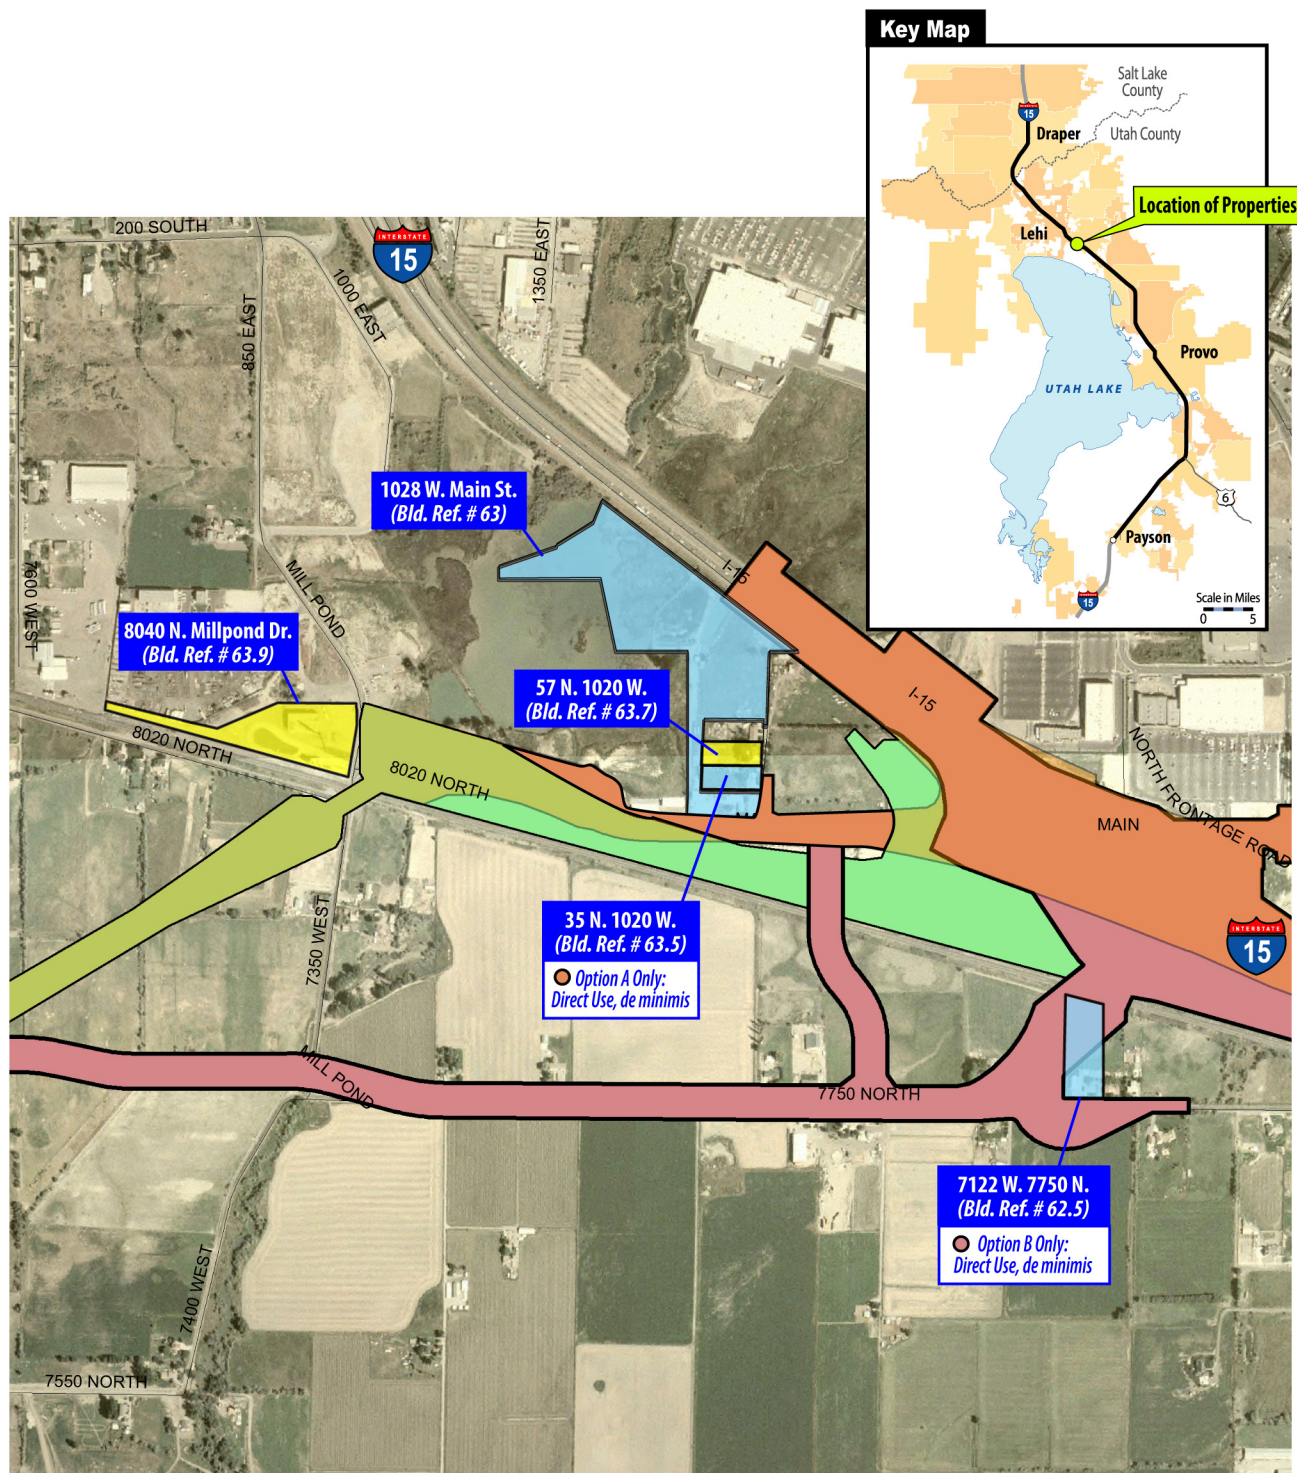 Key Map
Salt Lake
County
INTERSTATE
15
Draper
Utah County
Location of Properties
Lehi
Provo
UTAH LAKE
6
Payson
Scale in Miles
0 5
15
200 SOUTH
INTERSTATE
15
1350 EAST
1000 EAST
850 EAST
1028 W. Main St.
(Bld. Ref. # 63)
7600 WEST
MILL POND
I-15
8040 N. Millpond Dr.
(Bld. Ref. # 63.9)
57 N. 1020 W.
(Bld. Ref. # 63.7)
I-15
8020 NORTH
8020 NORTH
NORTH FRONTAGE ROAD
MAIN
35 N. 1020 W.
(Bld. Ref. # 63.5)
Option A Only:
Direct Use, de minimis
7350 WEST
INTERSTATE
15
MILL POND
7750 NORTH
7122 W. 7750 N.
(Bld. Ref. # 62.5)
Option B Only:
Direct Use, de minimis
7400 WEST
7550 NORTH